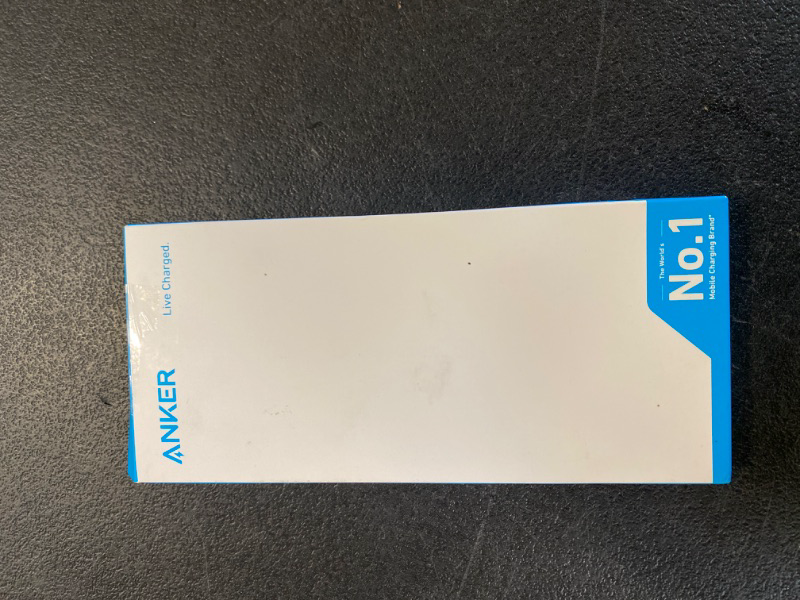 ANKER
Live Charged.
The World's
No.1
Mobile Charging Brand*